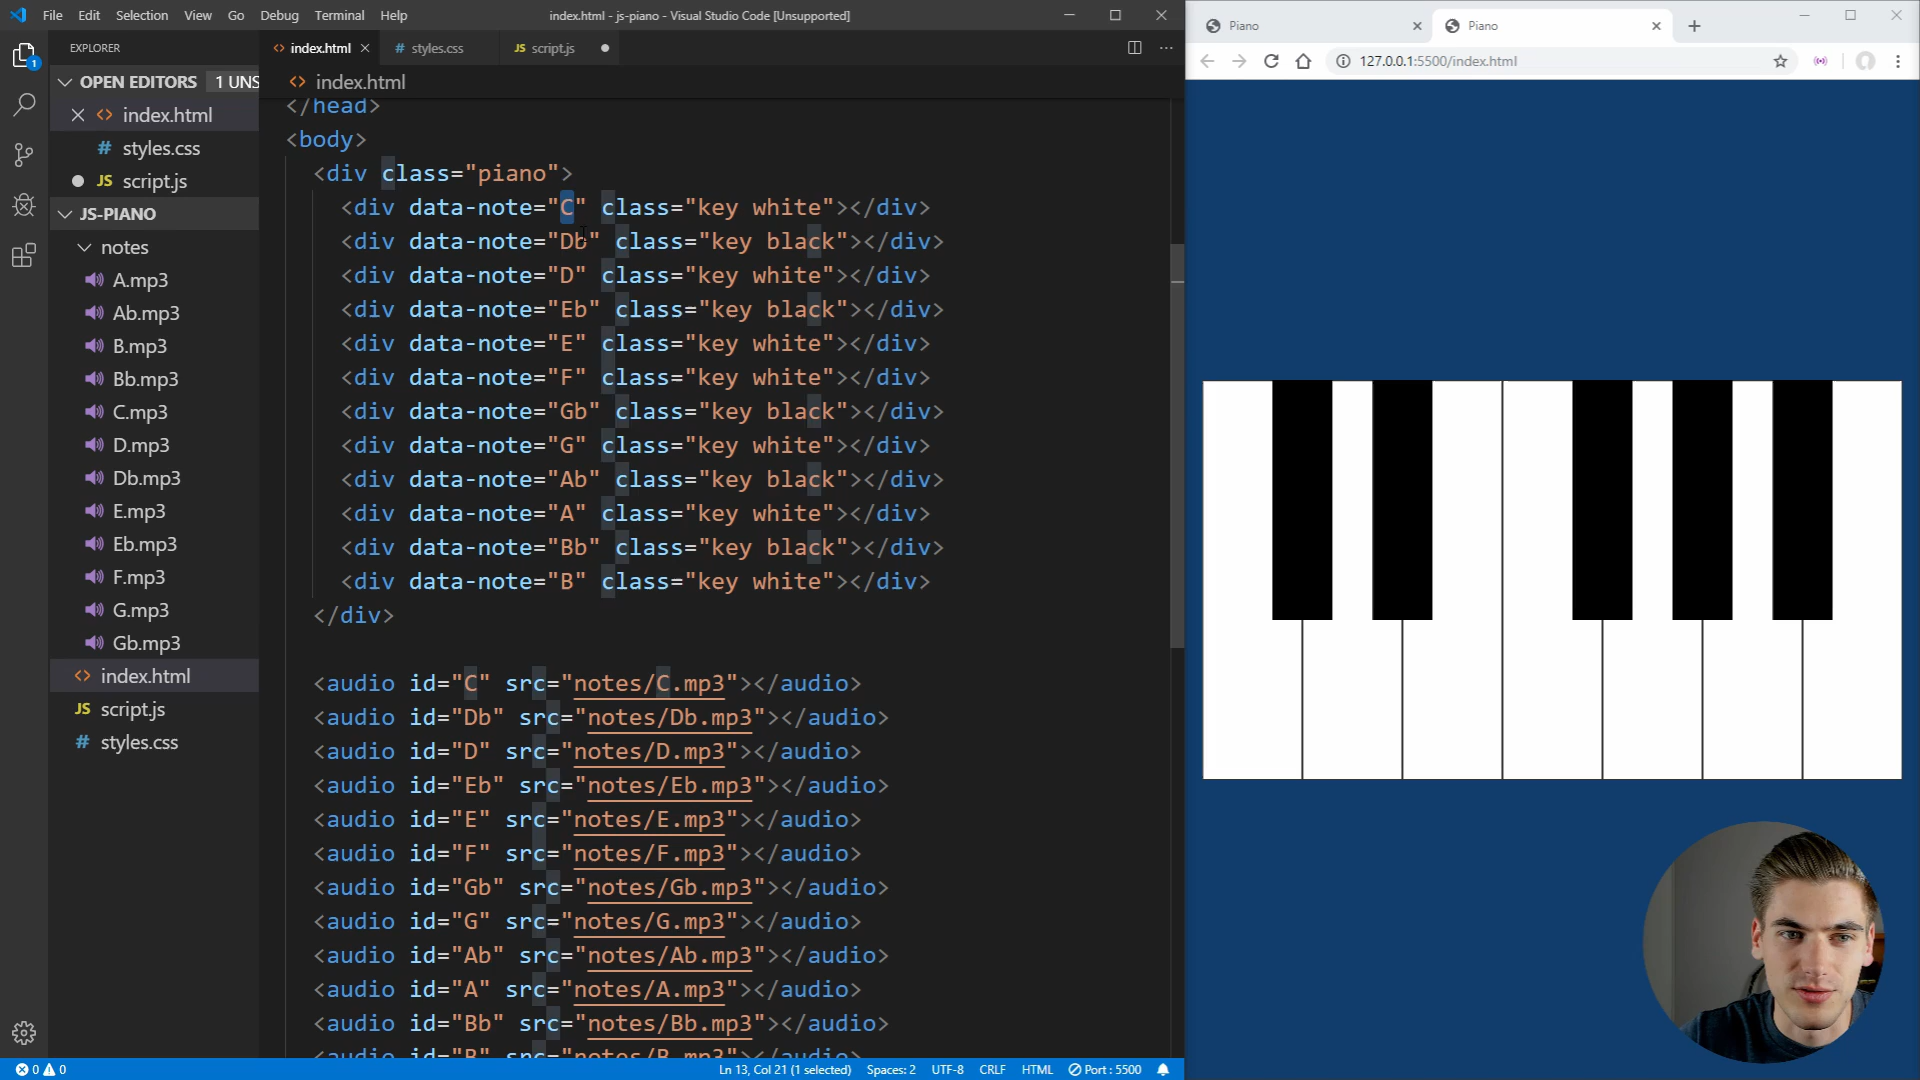 File Edit Selection View Go Debug Terminal Help
index.html - js-piano - Visual Studio Code [Unsupported]
EXPLORER
OPEN EDITORS 1 UNS
index.html
# styles.css
JS script.js
JS-PIANO
notes
A.mp3
Ab.mp3
B.mp3
Bb.mp3
C.mp3
D.mp3
Db.mp3
E.mp3
Eb.mp3
F.mp3
G.mp3
Gb.mp3
<> index.html
JS script.js
# styles.css
<> index.html
# styles.css
JS script.js
<> index.html
</head>
<body>
<div class="piano">
<div data-note="C" class="key white"></div>
<div data-note="Db" class="key black"></div>
<div data-note="D" class="key white"></div>
<div data-note="Eb" class="key black"></div>
<div data-note="E" class="key white"></div>
<div data-note="F" class="key white"></div>
<div data-note="Gb" class="key black"></div>
<div data-note="G" class="key white"></div>
<div data-note="Ab" class="key black"></div>
<div data-note="A" class="key white"></div>
<div data-note="Bb" class="key black"></div>
<div data-note="B" class="key white"></div>
</div>
<audio id="C" src="notes/C.mp3"></audio>
<audio id="Db" src="notes/Db.mp3"></audio>
<audio id="D" src="notes/D.mp3"></audio>
<audio id="Eb" src="notes/Eb.mp3"></audio>
<audio id="E" src="notes/E.mp3"></audio>
<audio id="F" src="notes/F.mp3"></audio>
<audio id="Gb" src="notes/Gb.mp3"></audio>
<audio id="G" src="notes/G.mp3"></audio>
<audio id="Ab" src="notes/Ab.mp3"></audio>
<audio id="A" src="notes/A.mp3"></audio>
<audio id="Bb" src="notes/Bb.mp3"></audio>
<audio id="B" src="notes/B.mp3"></audio>
0 0 Ln 13, Col 21 (1 selected) Spaces: 2 UTF-8 CRLF HTML Port : 5500
Piano
Piano
127.0.0.1:5500/index.html